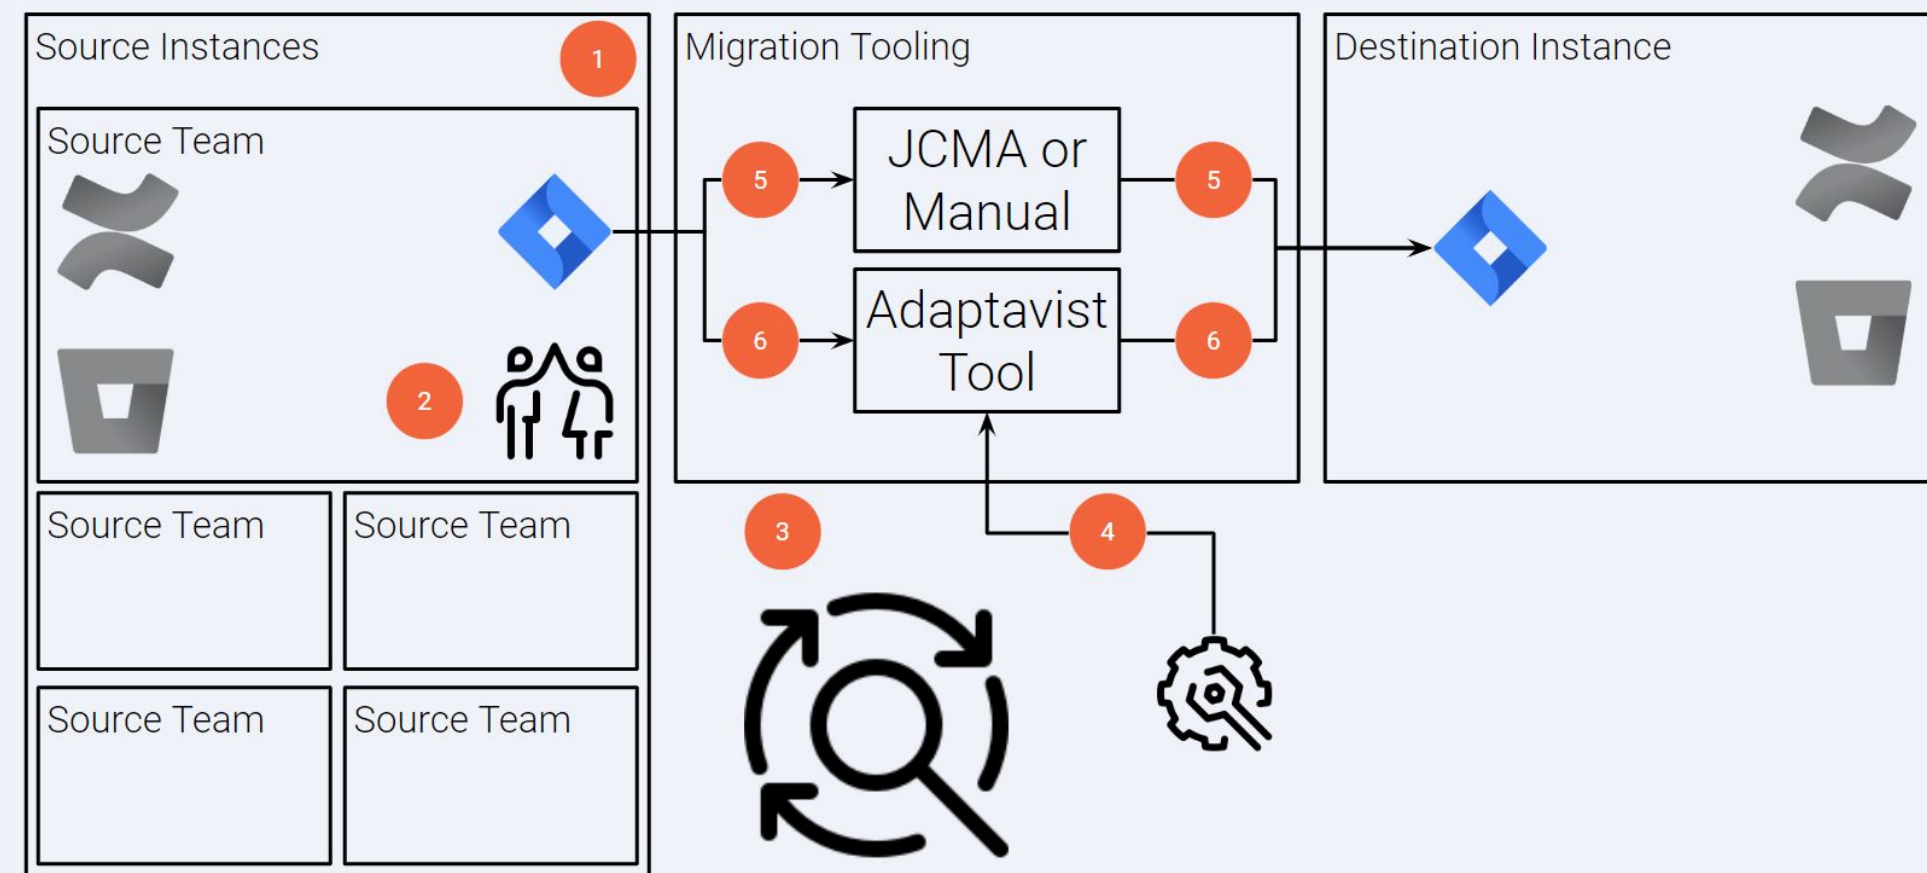 Source Instances
1
Source Team
2
Source Team
Source Team
Source Team
Source Team
Migration Tooling
5
JCMA or
Manual
5
6
Adaptavist
Tool
6
3
4
Destination Instance